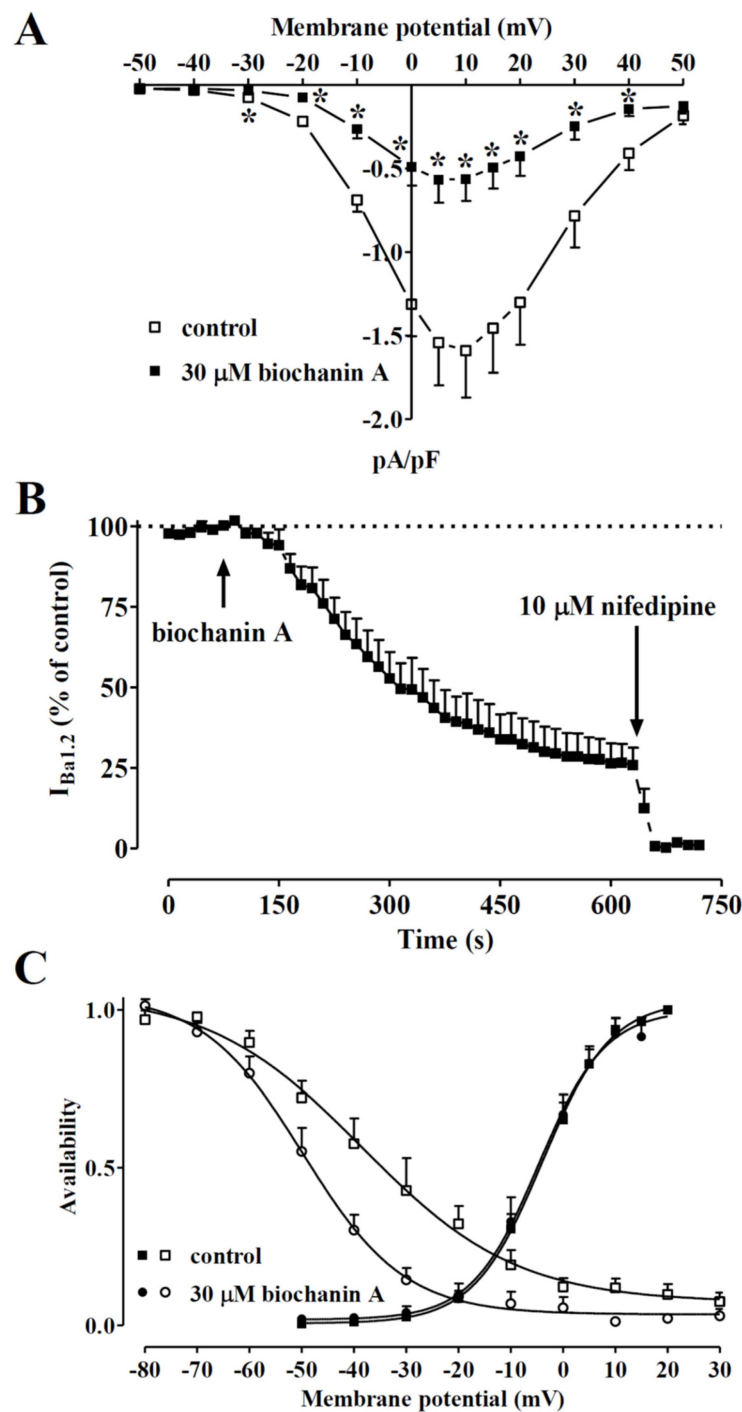 A
Membrane potential (mV)
-50 -40 -30 -20 -10 0 10 20 30 40 50
* * * * * * * * * * *
-0.5
-1.0
-1.5
-2.0
control
30 μM biochanin A
pA/pF
B
100
75
50
25
0
I_Ba1.2 (% of control)
biochanin A
10 μM nifedipine
0 150 300 450 600 750
Time (s)
C
1.0
0.5
0.0
Availability
control
30 μM biochanin A
-80 -70 -60 -50 -40 -30 -20 -10 0 10 20 30
Membrane potential (mV)